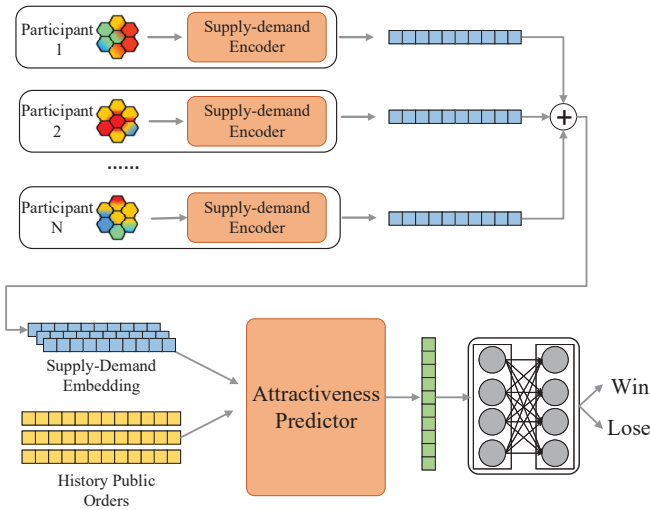 Participant
1
Supply-demand
Encoder
Participant
2
Supply-demand
Encoder
+
......
Participant
N
Supply-demand
Encoder
Supply-Demand
Embedding
Attractiveness
Predictor
Win
Lose
History Public
Orders